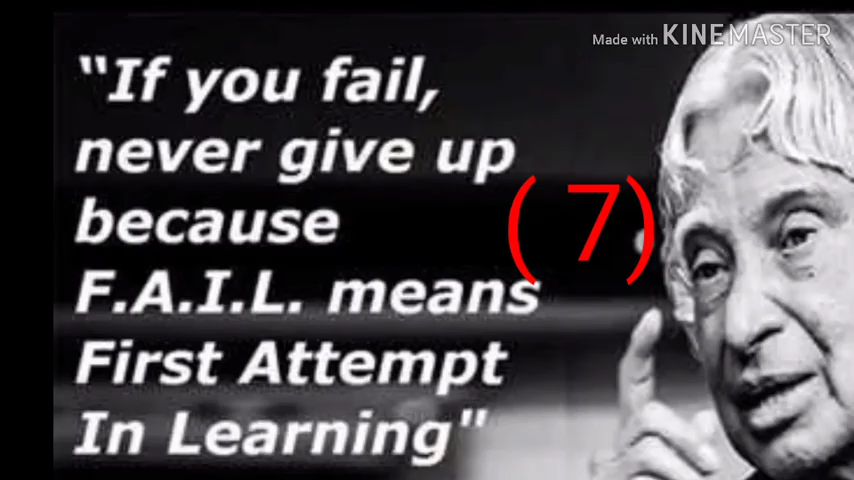 Made with KINEMASTER
“If you fail,
never give up
because
(7)
F.A.I.L. means
First Attempt
In Learning"